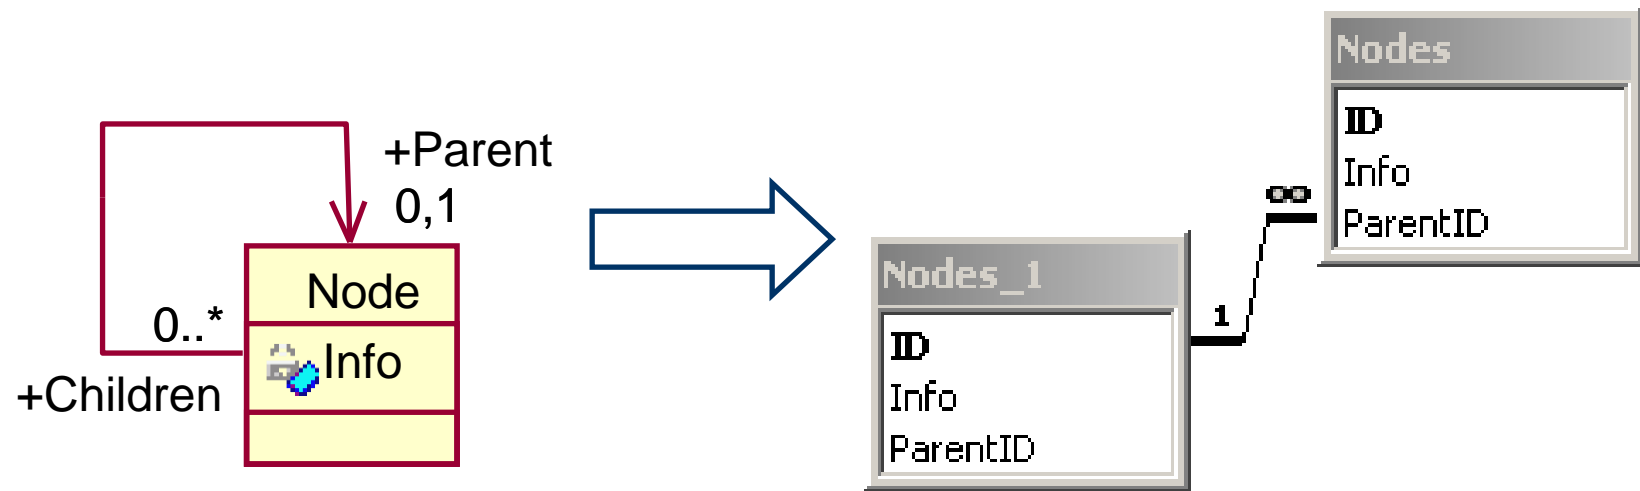 +Parent
0,1
Node
0..*
Info
+Children
Nodes_1
ID
Info
ParentID
1
∞
Nodes
ID
Info
ParentID